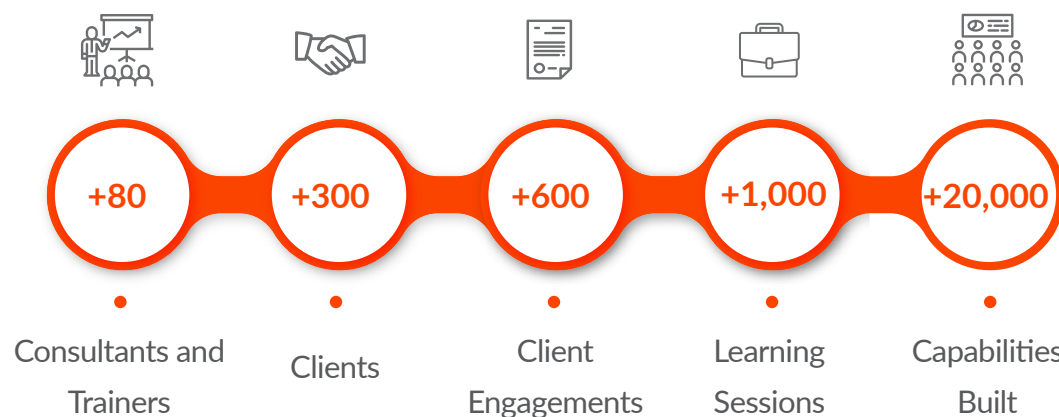 +80
+300
+600
+1,000
+20,000
Consultants and
Trainers
Clients
Client
Engagements
Learning
Sessions
Capabilities
Built